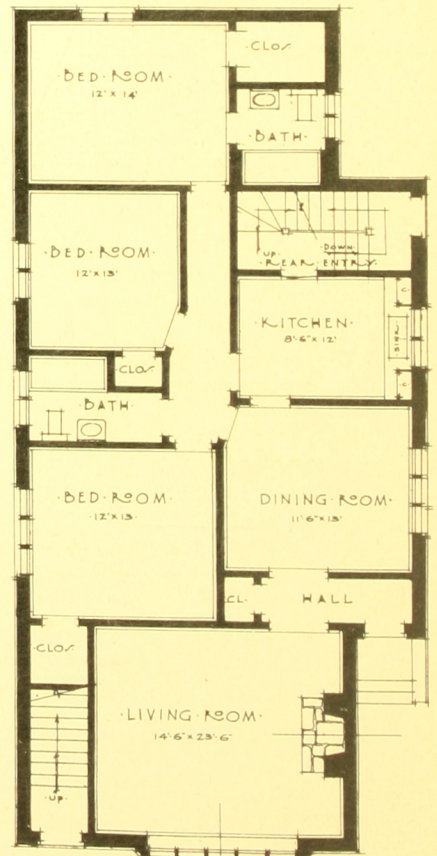 CLOS
·BED·ROOM·
12' X 14'
·BATH·
·BED·ROOM·
12' X 13'
UP
DOWN
·REAR·ENTRY·
·KITCHEN·
8'-6" X 12'
SINK
C
C
CLOS
·BATH·
·BED·ROOM·
·12' X 13·
DINING·ROOM
11'-6" X 13'
CL·
HALL
CLOS
·LIVING·ROOM·
14'-6" X 23'-6"
·UP·